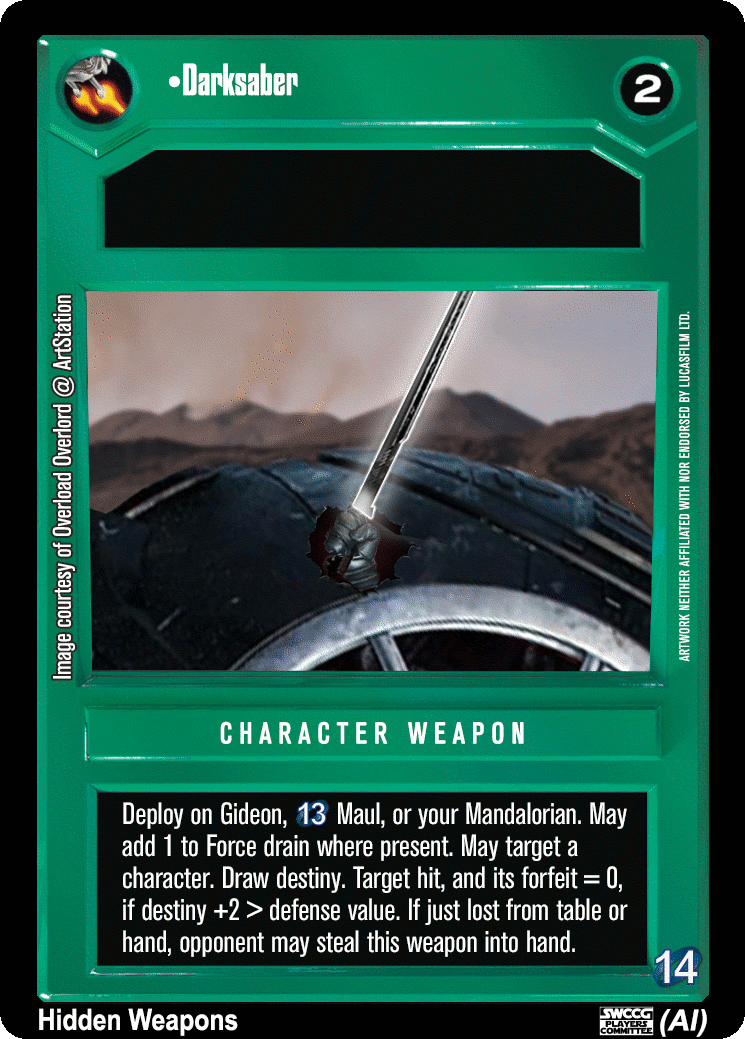 •Darksaber
2
Image courtesy of Overload Overlord @ ArtStation
ARTWORK NEITHER AFFILIATED WITH NOR ENDORSED BY LUCASFILM LTD.
CHARACTER WEAPON
Deploy on Gideon, 13 Maul, or your Mandalorian. May
add 1 to Force drain where present. May target a
character. Draw destiny. Target hit, and its forfeit = 0,
if destiny +2 > defense value. If just lost from table or
hand, opponent may steal this weapon into hand.
14
Hidden Weapons
SWCCG
PLAYERS
COMMITTEE
(AI)